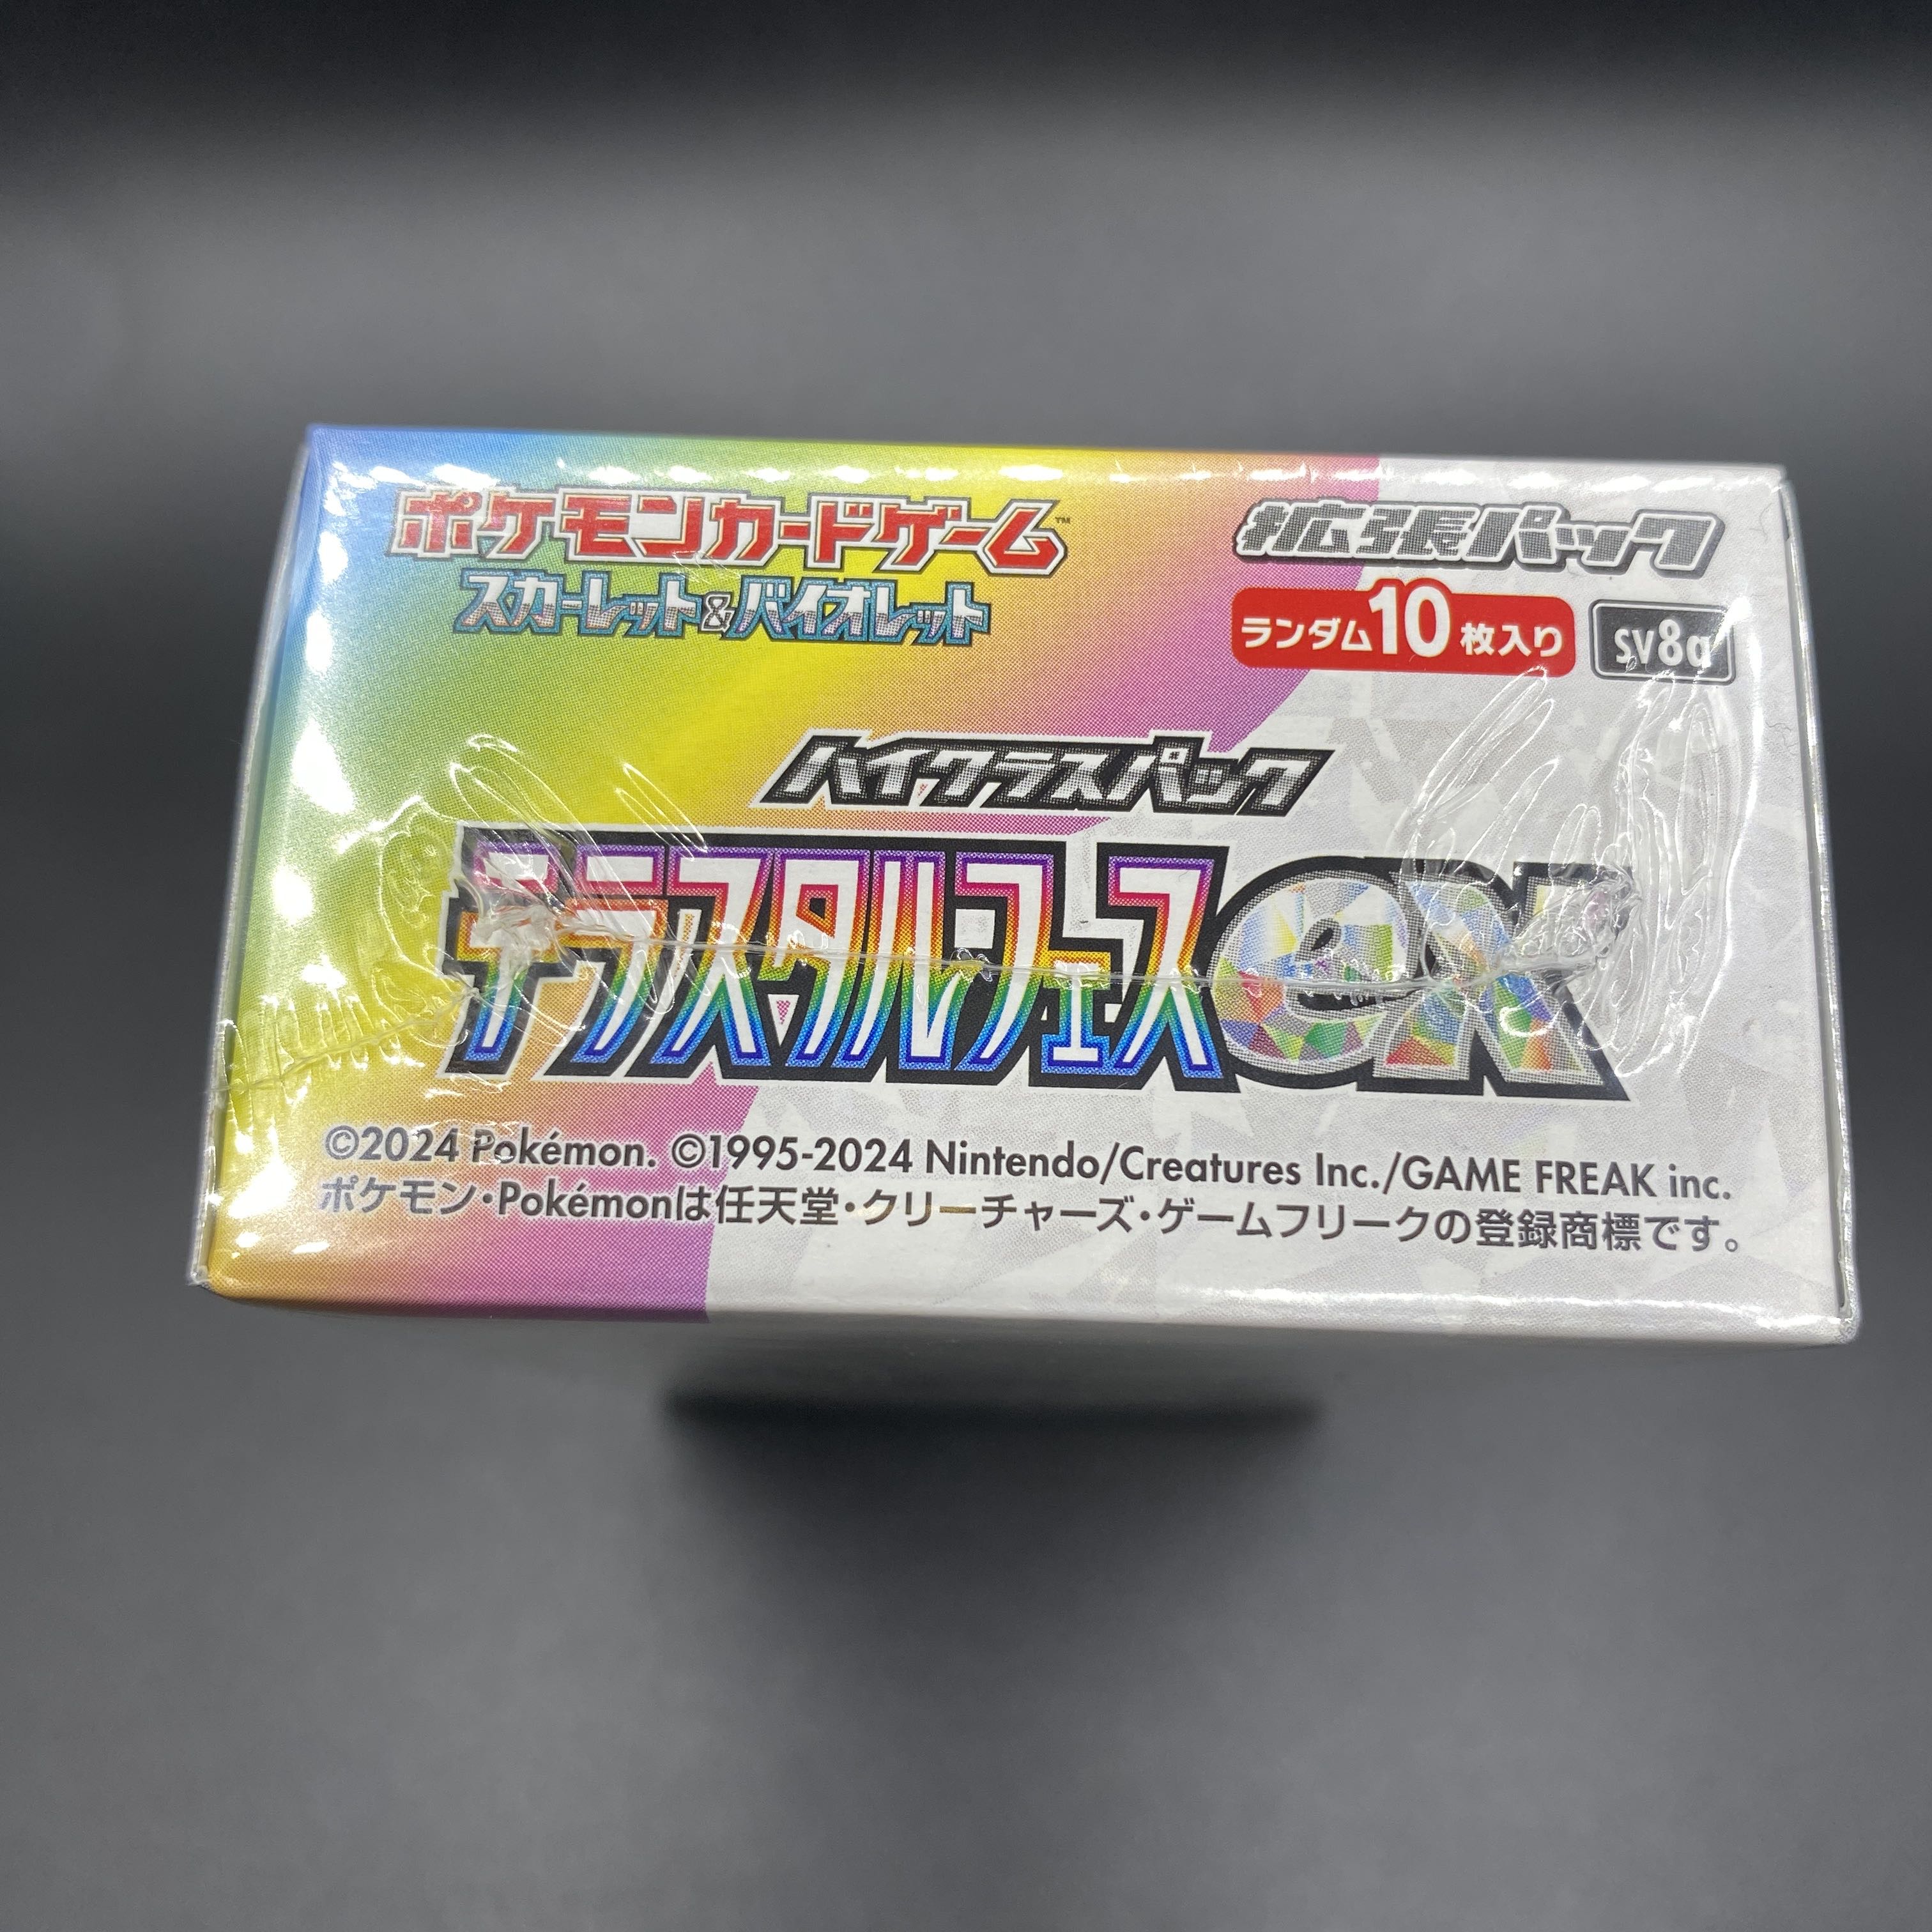 ポケモンカードゲーム™
スカーレット&バイオレット
拡張パック
ランダム10枚入り
sv8a
ハイクラスパック
テラスタルフェスex
©2024 Pokémon. ©1995-2024 Nintendo/Creatures Inc./GAME FREAK inc.
ポケモン・Pokémonは任天堂・クリーチャーズ・ゲームフリークの登録商標です。